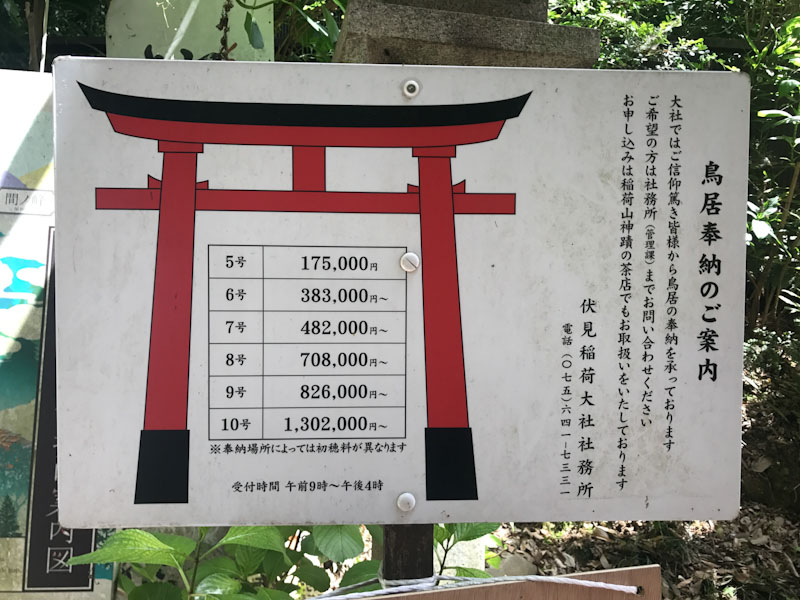 鳥居奉納のご案内
大社ではご信仰篤き皆様から鳥居の奉納を承っております
ご希望の方は社務所（管理課）までお問い合わせください
お申し込みは稲荷山神蹟の茶店でもお取扱いをいたしております
伏見稲荷大社社務所
電話（〇七五）六四一−七三三一
5号 175,000円
6号 383,000円～
7号 482,000円～
8号 708,000円～
9号 826,000円～
10号 1,302,000円～
※奉納場所によっては初穂料が異なります
受付時間 午前9時～午後4時
間ノ峰
案内図